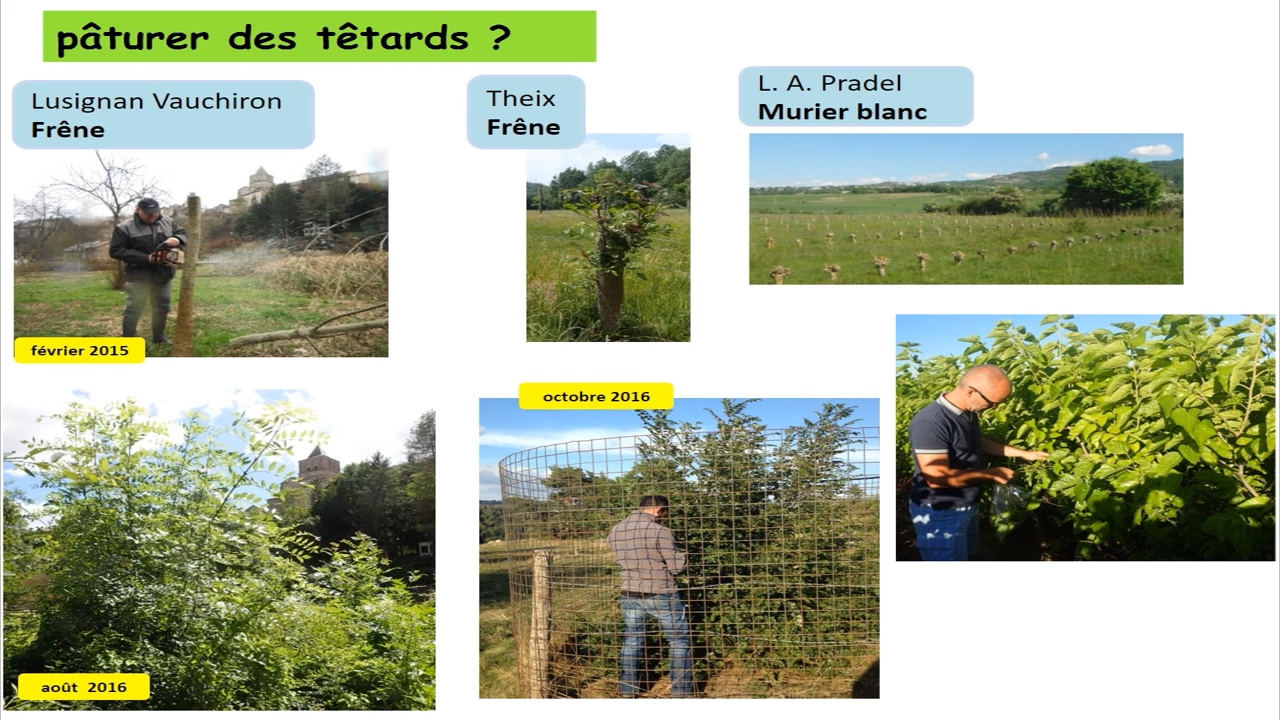 pâturer des têtards ?
Lusignan Vauchiron
Frêne
Theix
Frêne
L. A. Pradel
Murier blanc
février 2015
octobre 2016
août 2016